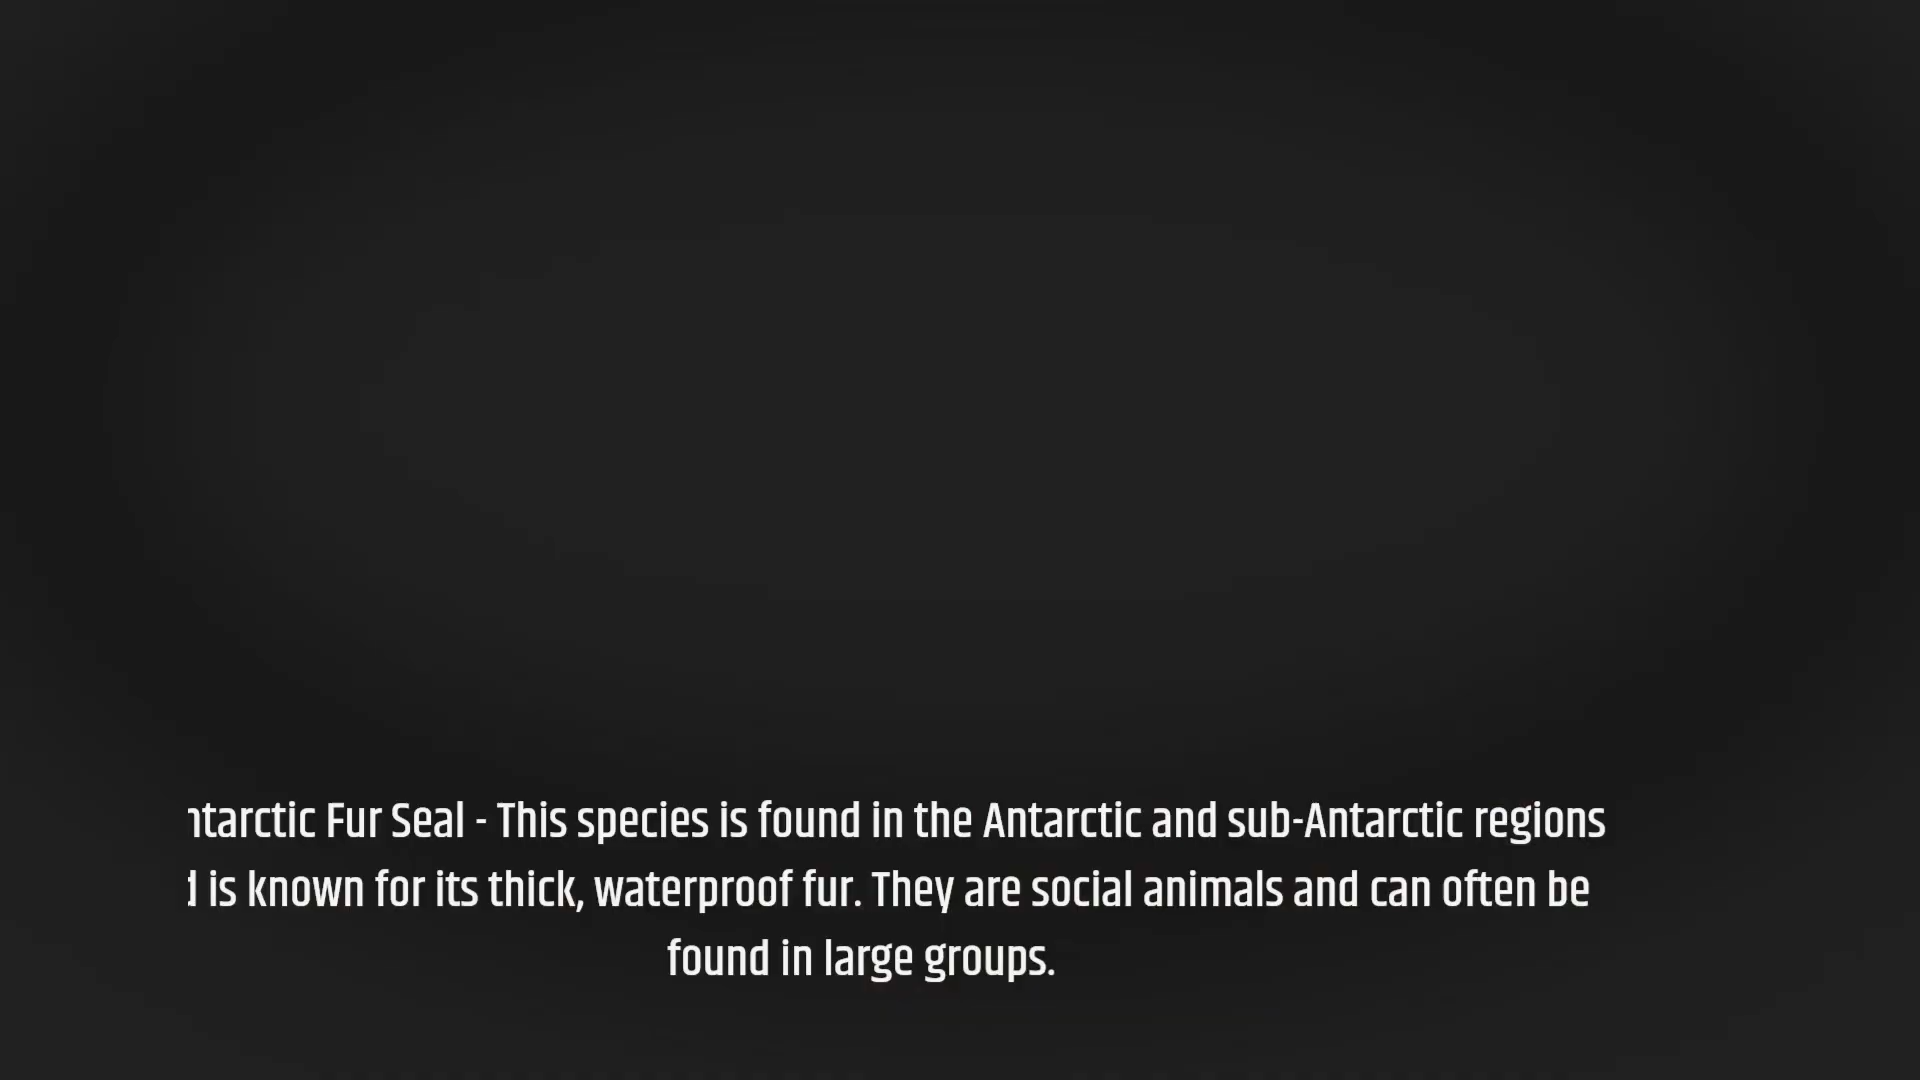 ntarctic Fur Seal - This species is found in the Antarctic and sub-Antarctic regions
is known for its thick, waterproof fur. They are social animals and can often be
found in large groups.